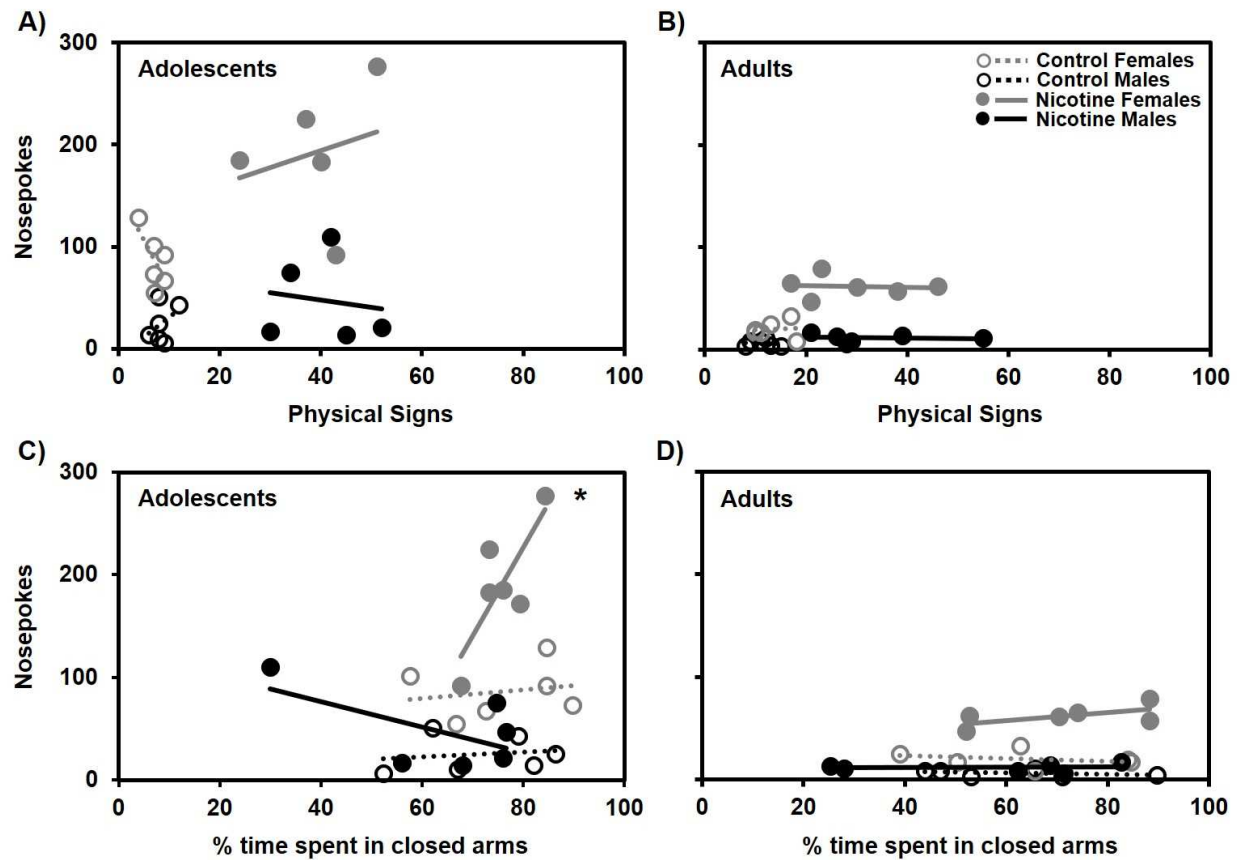 A)
B)
300
Adolescents
Adults
Control Females
Control Males
Nicotine Females
Nicotine Males
200
100
0
Nosepokes
0 20 40 60 80 100
0 20 40 60 80 100
Physical Signs
Physical Signs
C)
D)
300
Adolescents
*
Adults
200
100
0
Nosepokes
0 20 40 60 80 100
0 20 40 60 80 100
% time spent in closed arms
% time spent in closed arms